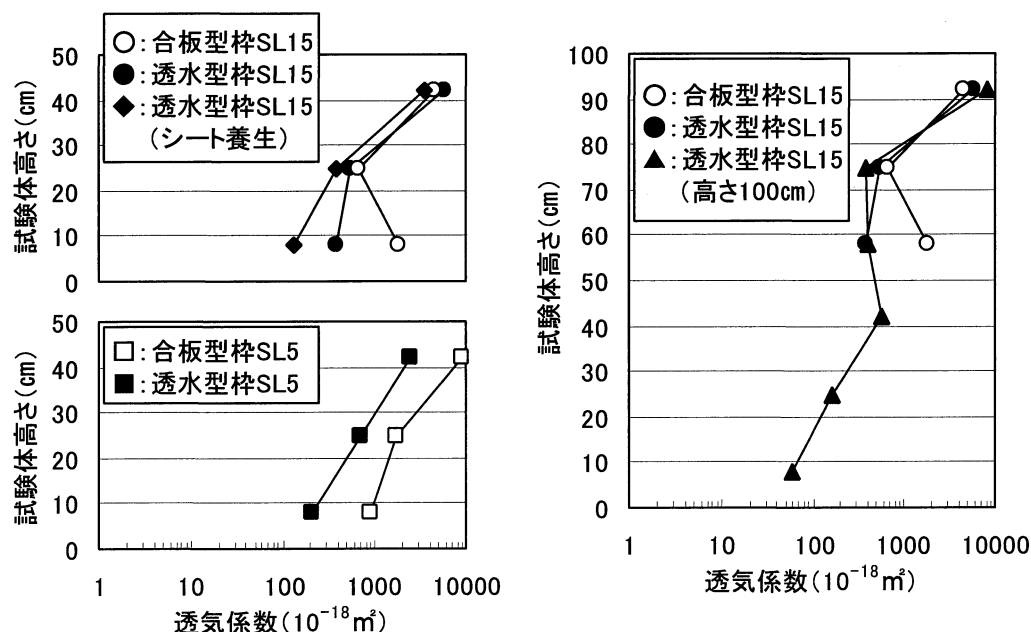 ○：合板型枠SL15
●：透水型枠SL15
◆：透水型枠SL15
（シート養生）
試験体高さ(cm)
50
40
30
20
10
0
□：合板型枠SL5
■：透水型枠SL5
試験体高さ(cm)
50
40
30
20
10
0
1 100 1000 10000
透気係数(10⁻¹⁸㎡)
○：合板型枠SL15
●：透水型枠SL15
▲：透水型枠SL15
（高さ100cm）
試験体高さ(cm)
100
90
80
70
60
50
40
30
20
10
0
1 10 100 1000 10000
透気係数(10⁻¹⁸㎡)